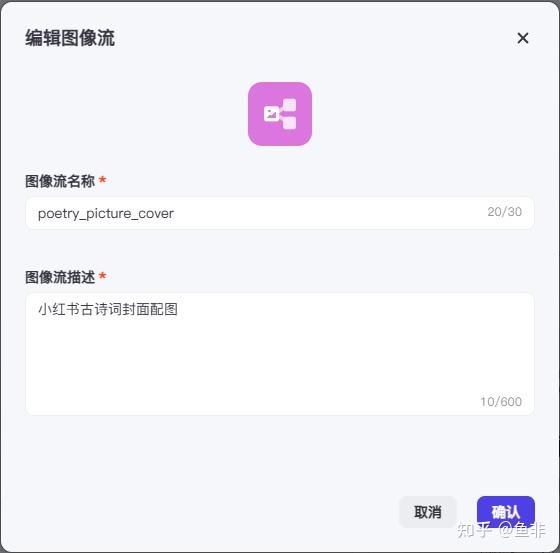 编辑图像流
图像流名称 *
poetry_picture_cover
20/30
图像流描述 *
小红书古诗词封面配图
10/600
取消
确认
知乎 @鱼非